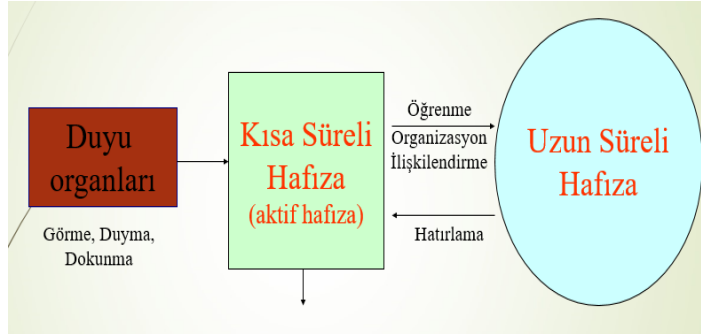 Duyu
organları
Görme, Duyma,
Dokunma
Kısa Süreli
Hafıza
(aktif hafıza)
Öğrenme
Organizasyon
İlişkilendirme
Hatırlama
Uzun Süreli
Hafıza